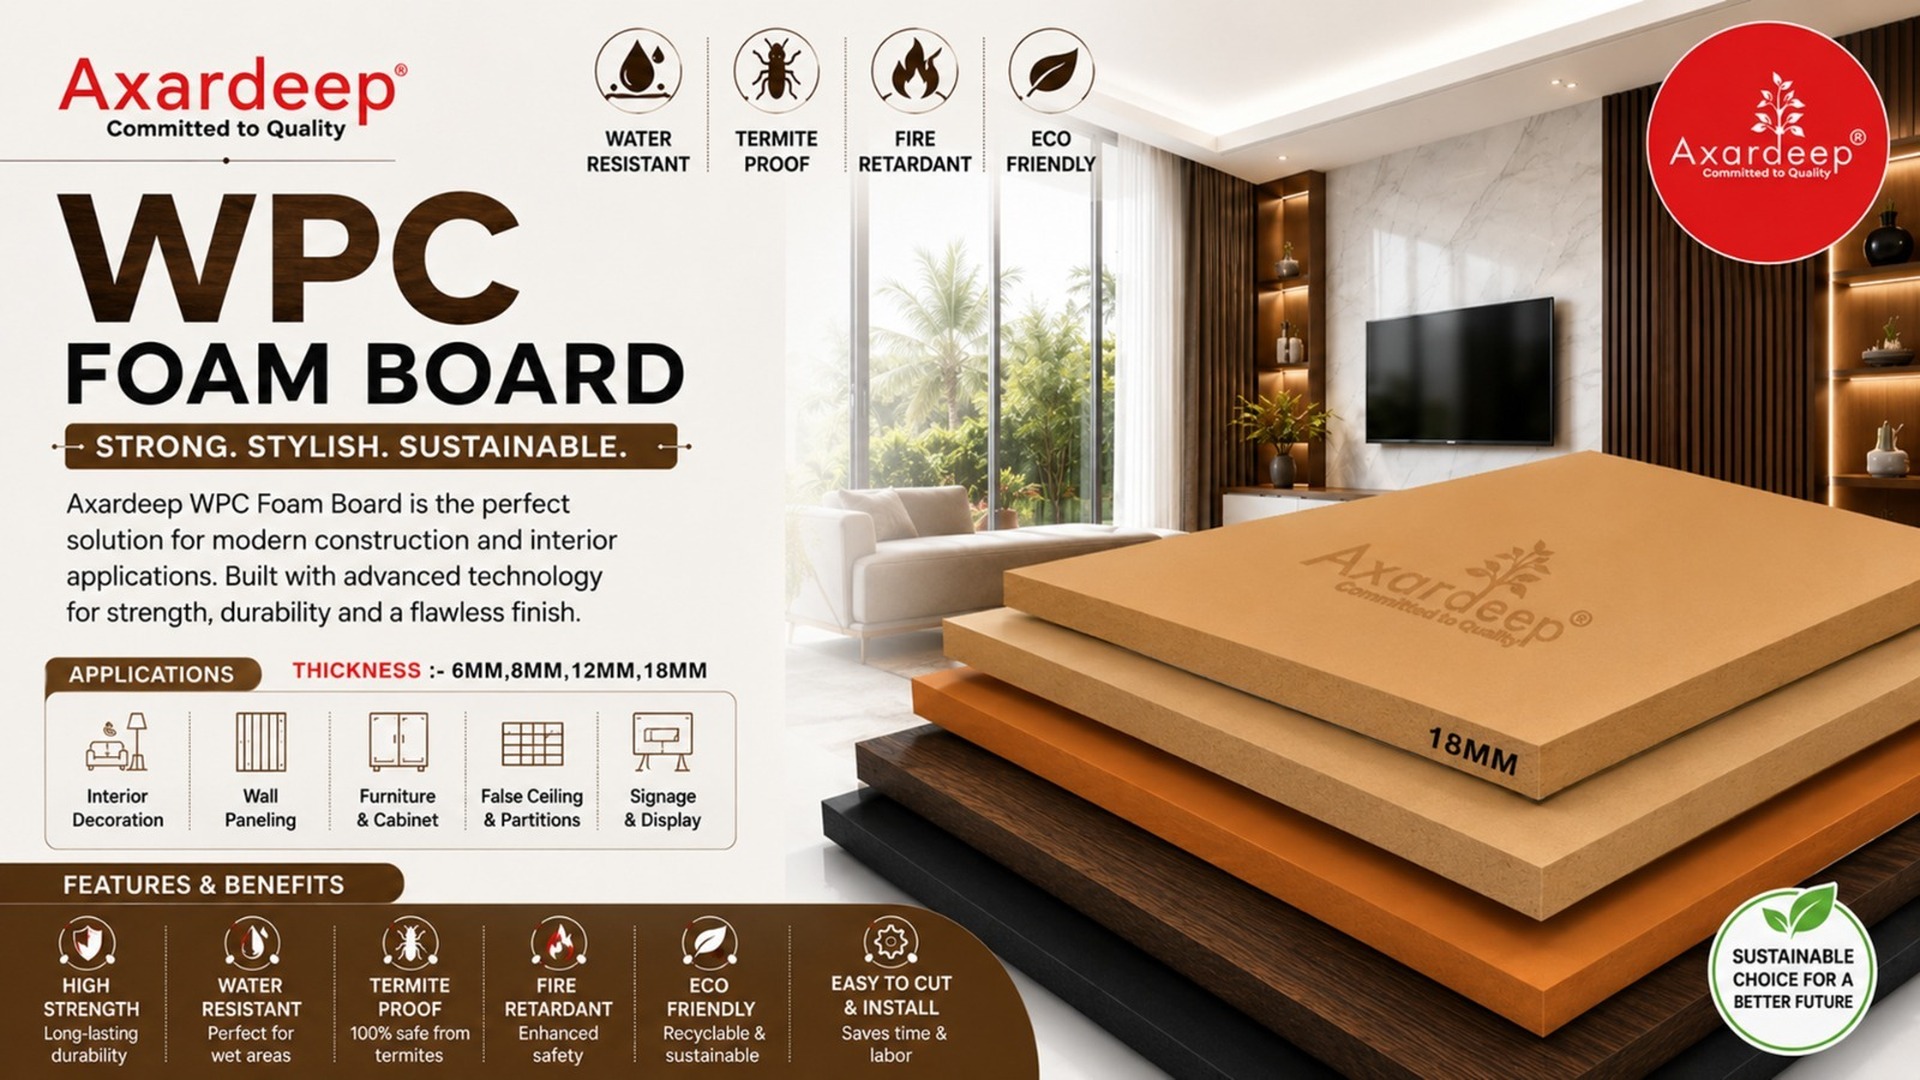 Axardeep®
Committed to Quality
WATER
RESISTANT
TERMITE
PROOF
FIRE
RETARDANT
ECO
FRIENDLY
Axardeep®
Committed to Quality
WPC
FOAM BOARD
STRONG. STYLISH. SUSTAINABLE.
Axardeep WPC Foam Board is the perfect
solution for modern construction and interior
applications. Built with advanced technology
for strength, durability and a flawless finish.
APPLICATIONS
THICKNESS :- 6MM,8MM,12MM,18MM
Interior
Decoration
Wall
Paneling
Furniture
& Cabinet
False Ceiling
& Partitions
Signage
& Display
Axardeep®
Committed to Quality
18MM
FEATURES & BENEFITS
HIGH
STRENGTH
Long-lasting
durability
WATER
RESISTANT
Perfect for
wet areas
TERMITE
PROOF
100% safe from
termites
FIRE
RETARDANT
Enhanced
safety
ECO
FRIENDLY
Recyclable &
sustainable
EASY TO CUT
& INSTALL
Saves time &
labor
SUSTAINABLE
CHOICE FOR A
BETTER FUTURE